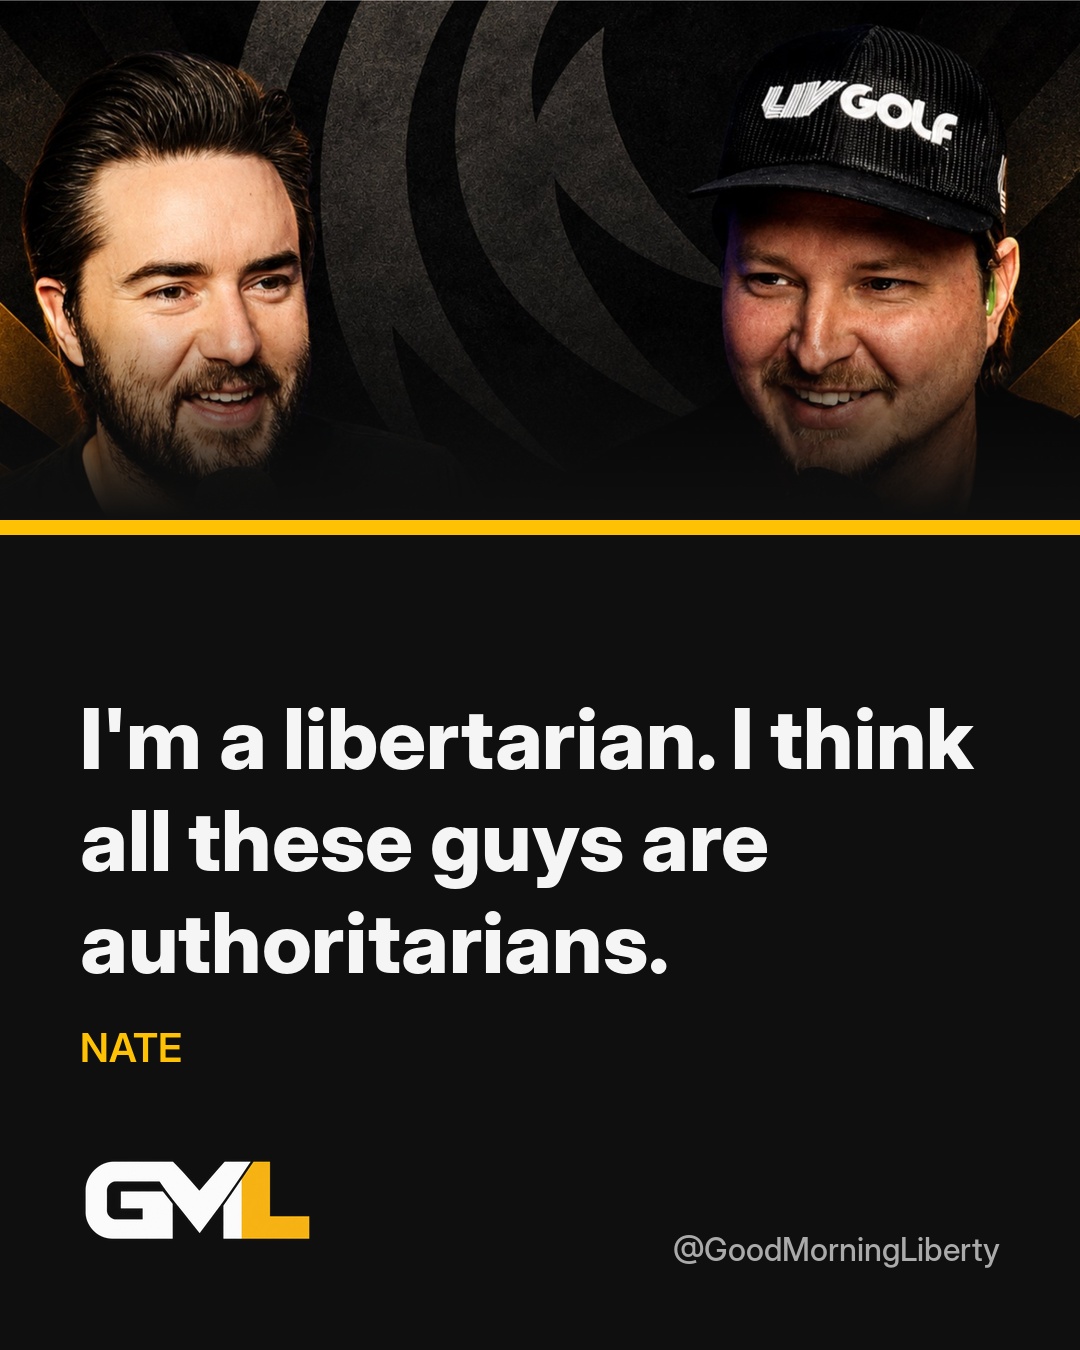 LIV GOLF
I'm a libertarian. I think
all these guys are
authoritarians.
NATE
GML
@GoodMorningLiberty